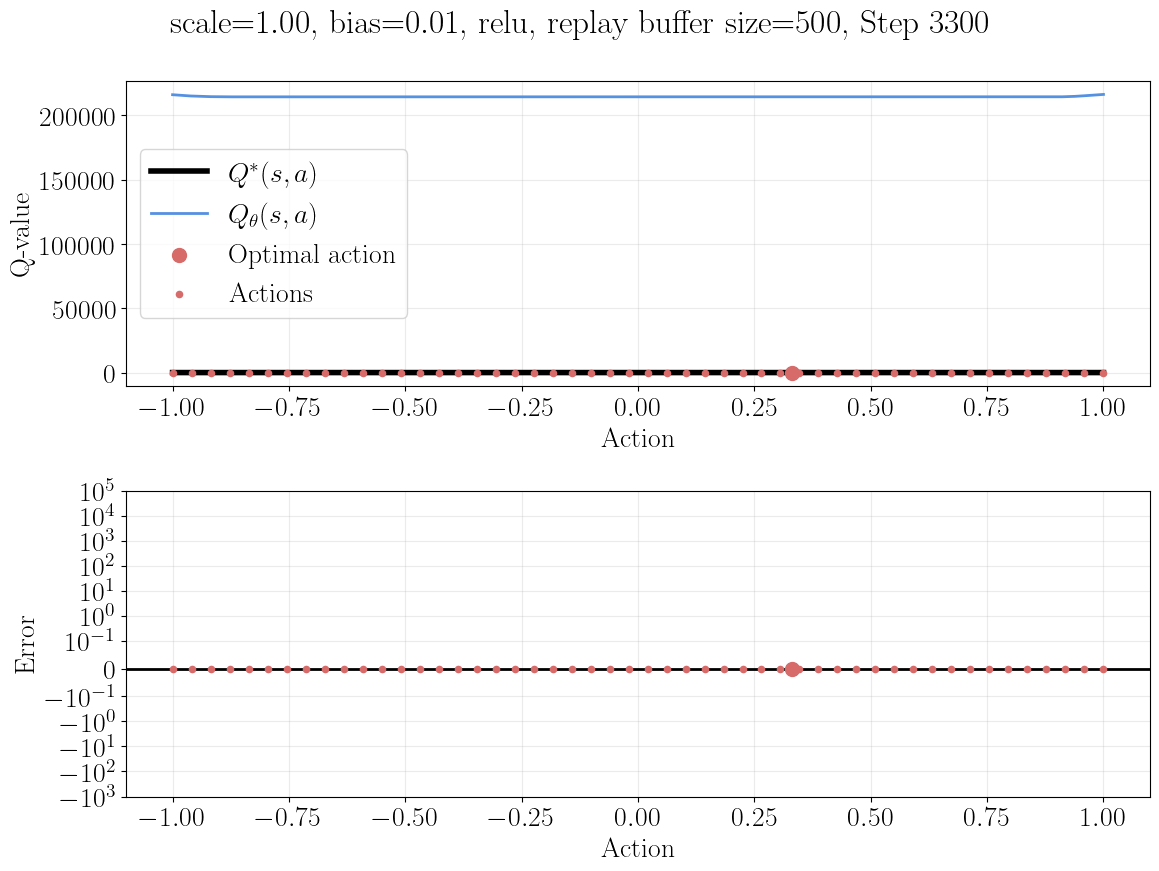 scale=1.00, bias=0.01, relu, replay buffer size=500, Step 3300
200000
150000
100000
50000
0
Q-value
Q*(s, a)
Q_θ(s, a)
Optimal action
Actions
−1.00 −0.75 −0.50 −0.25 0.00 0.25 0.50 0.75 1.00
Action
10^5
10^4
10^3
10^2
10^1
10^0
10^−1
0
−10^−1
−10^0
−10^1
−10^2
−10^3
Error
−1.00 −0.75 −0.50 −0.25 0.00 0.25 0.50 0.75 1.00
Action